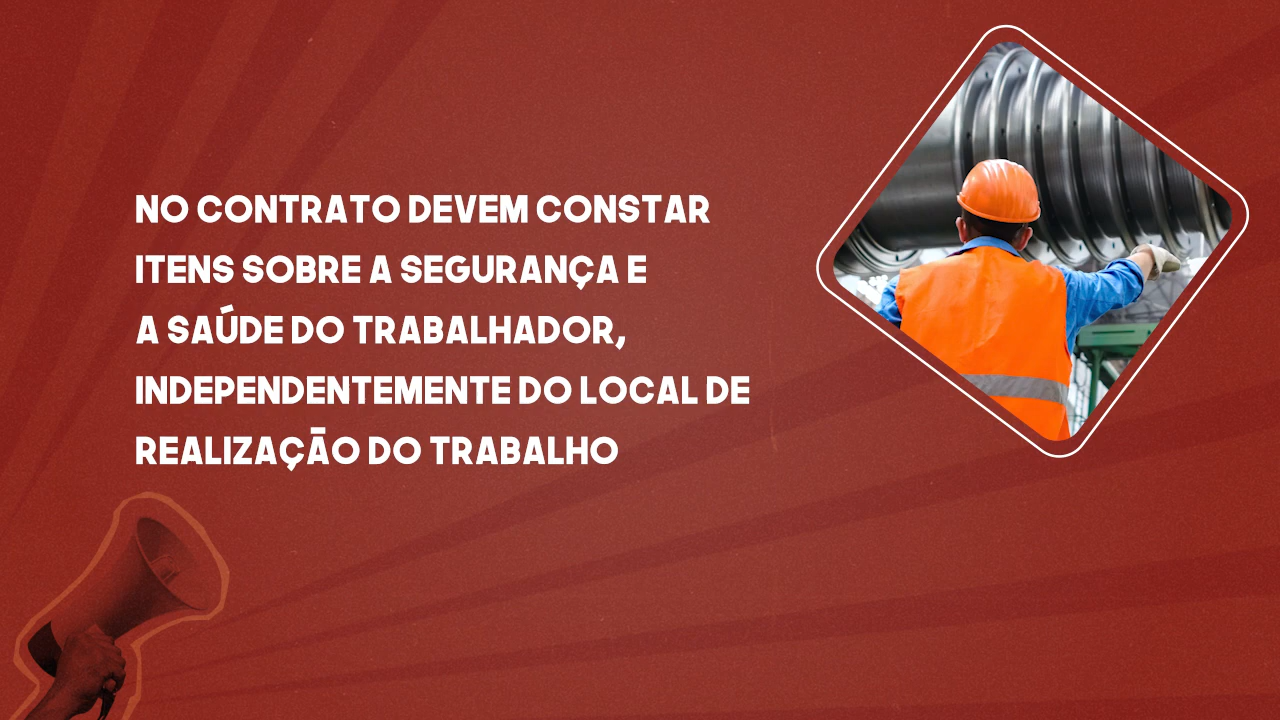 NO CONTRATO DEVEM CONSTAR
ITENS SOBRE A SEGURANÇA E
A SAÚDE DO TRABALHADOR,
INDEPENDENTEMENTE DO LOCAL DE
REALIZAÇÃO DO TRABALHO